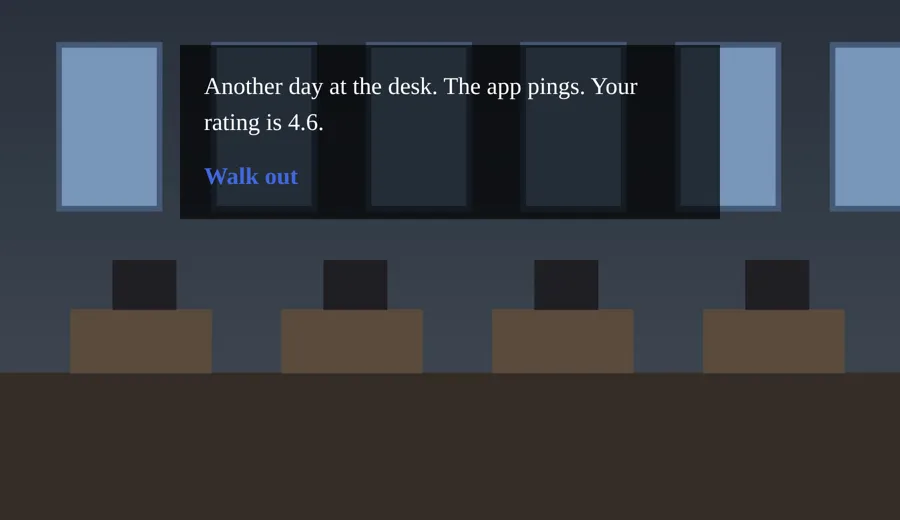 Another day at the desk. The app pings. Your
rating is 4.6.
Walk out